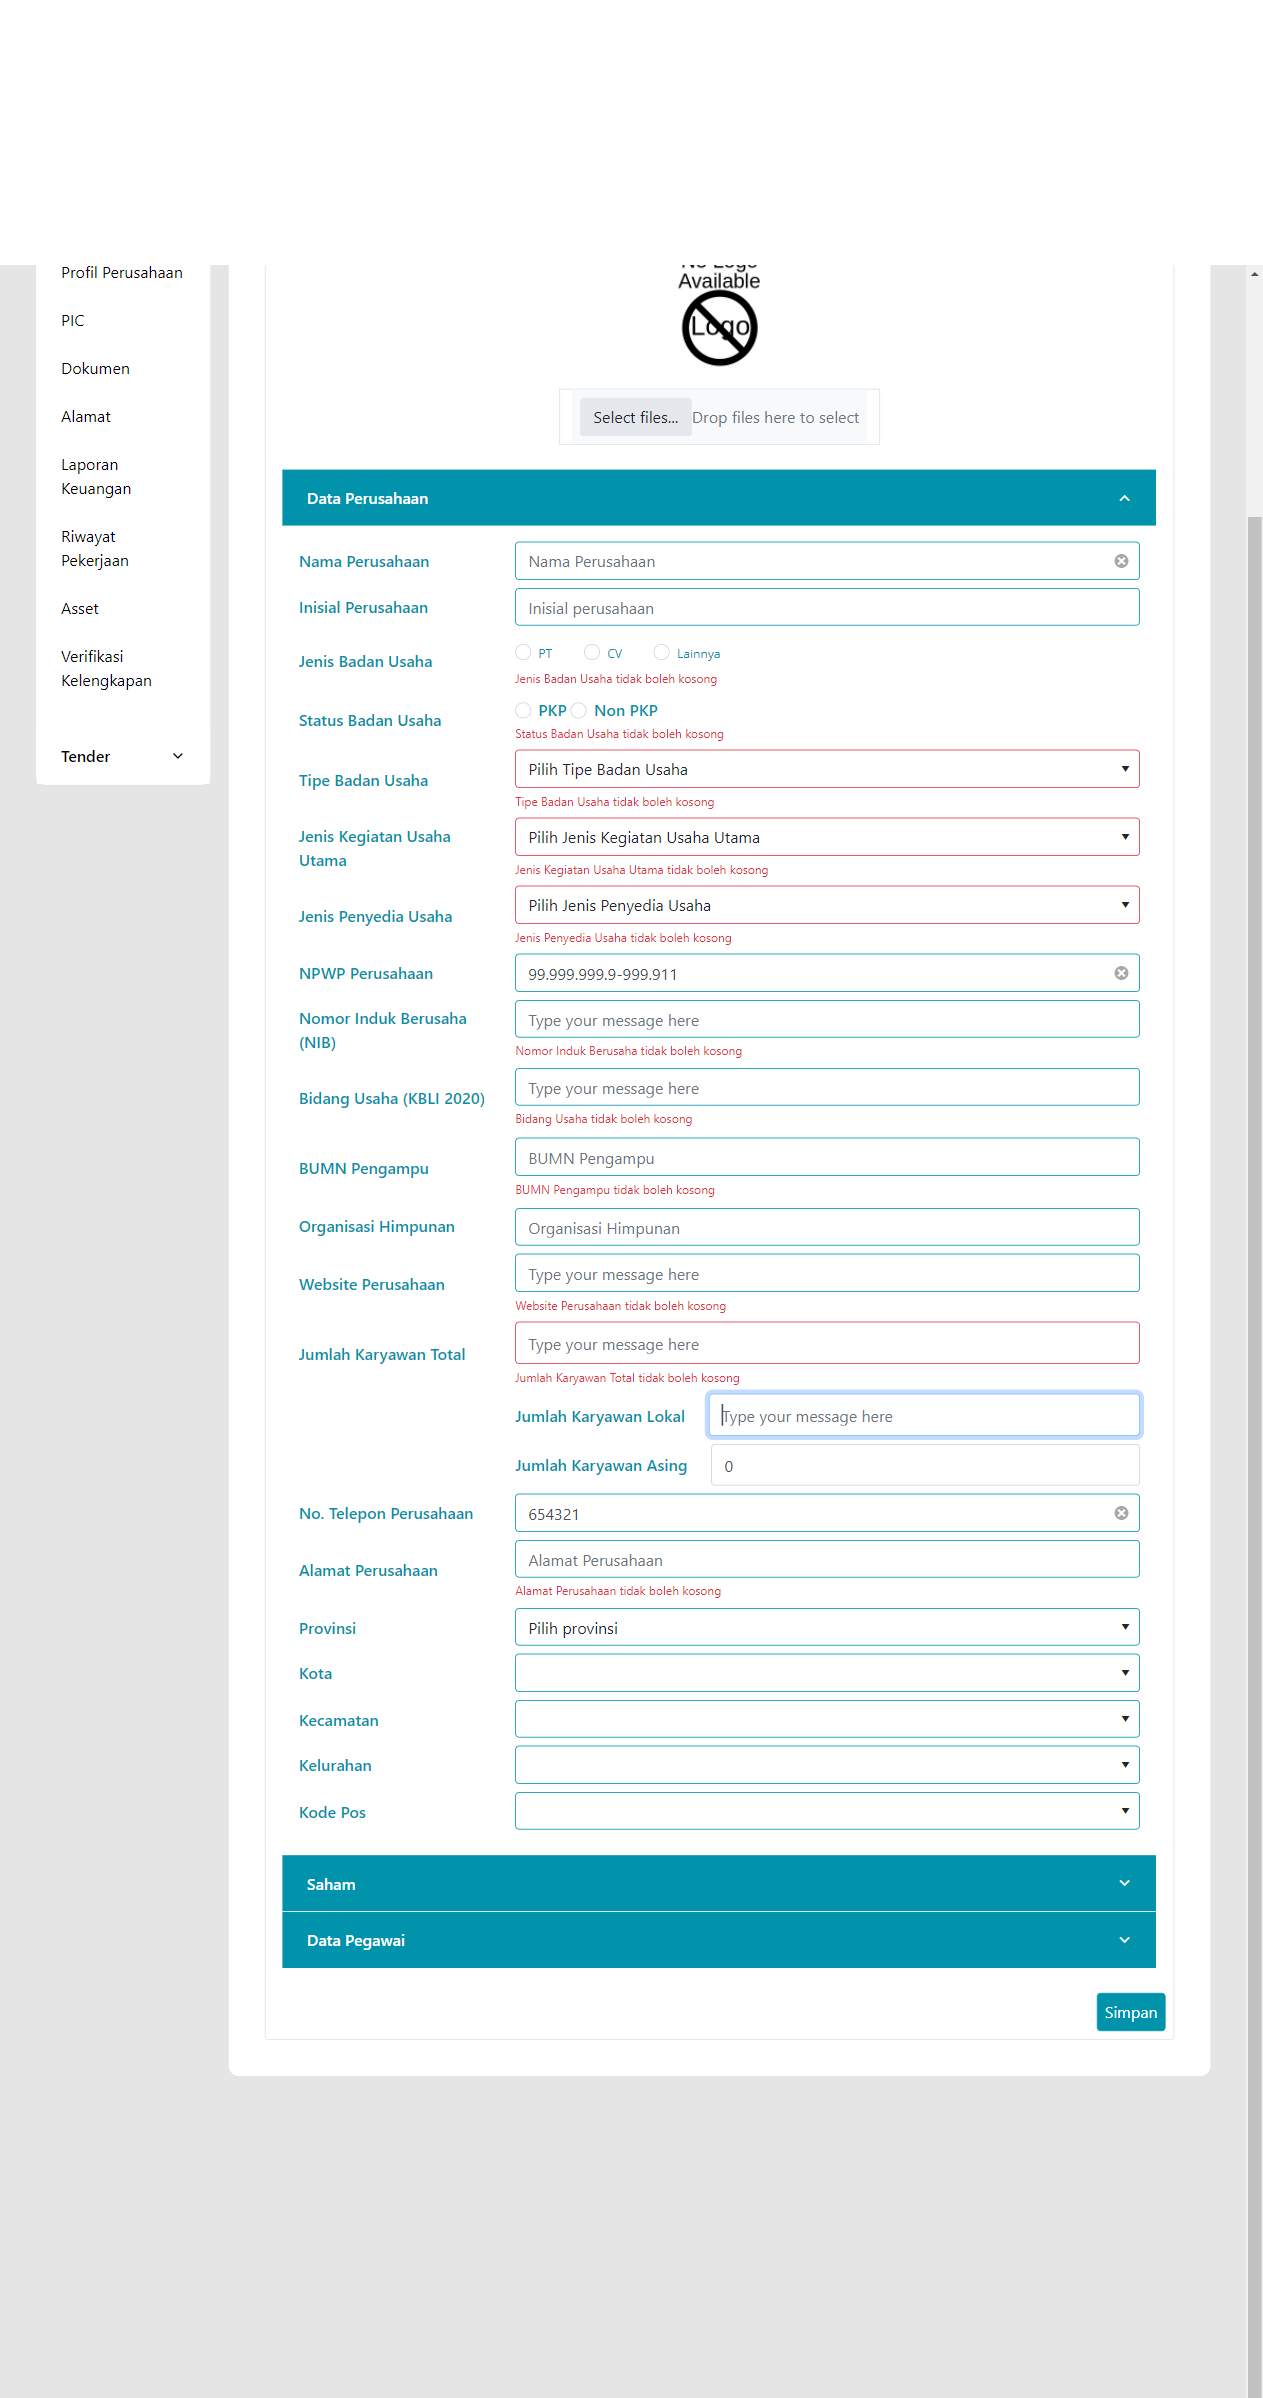 Profil Perusahaan
PIC
Dokumen
Alamat
Laporan
Keuangan
Riwayat
Pekerjaan
Asset
Verifikasi
Kelengkapan
Tender
No Logo
Available
Logo
Select files... Drop files here to select
Data Perusahaan
Nama Perusahaan Nama Perusahaan
Inisial Perusahaan Inisial perusahaan
Jenis Badan Usaha PT CV Lainnya
Jenis Badan Usaha tidak boleh kosong
Status Badan Usaha PKP Non PKP
Status Badan Usaha tidak boleh kosong
Tipe Badan Usaha Pilih Tipe Badan Usaha
Tipe Badan Usaha tidak boleh kosong
Jenis Kegiatan Usaha
Utama
Pilih Jenis Kegiatan Usaha Utama
Jenis Kegiatan Usaha Utama tidak boleh kosong
Jenis Penyedia Usaha Pilih Jenis Penyedia Usaha
Jenis Penyedia Usaha tidak boleh kosong
NPWP Perusahaan 99.999.999.9-999.911
Nomor Induk Berusaha
(NIB)
Type your message here
Nomor Induk Berusaha tidak boleh kosong
Bidang Usaha (KBLI 2020) Type your message here
Bidang Usaha tidak boleh kosong
BUMN Pengampu BUMN Pengampu
BUMN Pengampu tidak boleh kosong
Organisasi Himpunan Organisasi Himpunan
Website Perusahaan Type your message here
Website Perusahaan tidak boleh kosong
Jumlah Karyawan Total Type your message here
Jumlah Karyawan Total tidak boleh kosong
Jumlah Karyawan Lokal Type your message here
Jumlah Karyawan Asing 0
No. Telepon Perusahaan 654321
Alamat Perusahaan Alamat Perusahaan
Alamat Perusahaan tidak boleh kosong
Provinsi Pilih provinsi
Kota
Kecamatan
Kelurahan
Kode Pos
Saham
Data Pegawai
Simpan